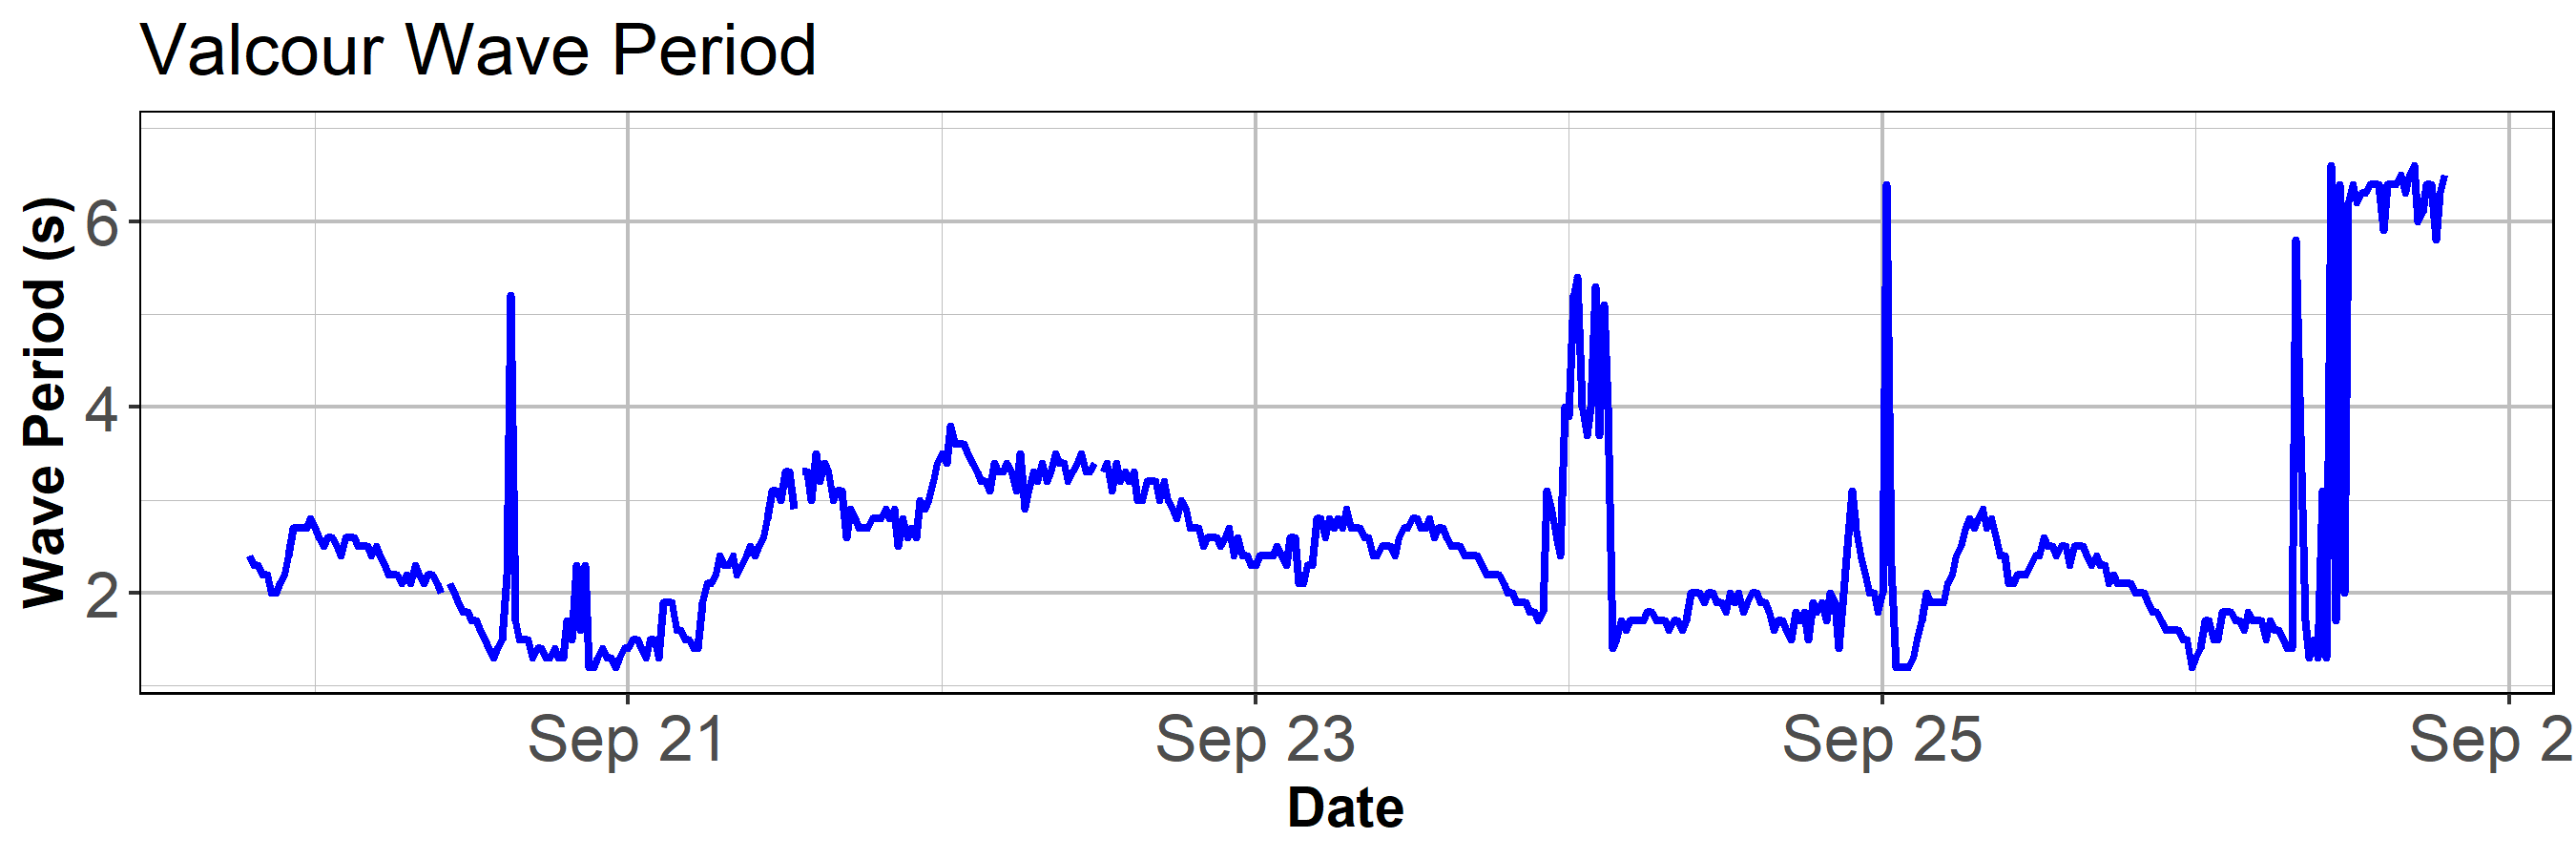 Valcour Wave Period
Wave Period (s)
6
4
2
Sep 21 Sep 23 Sep 25 Sep 2
Date